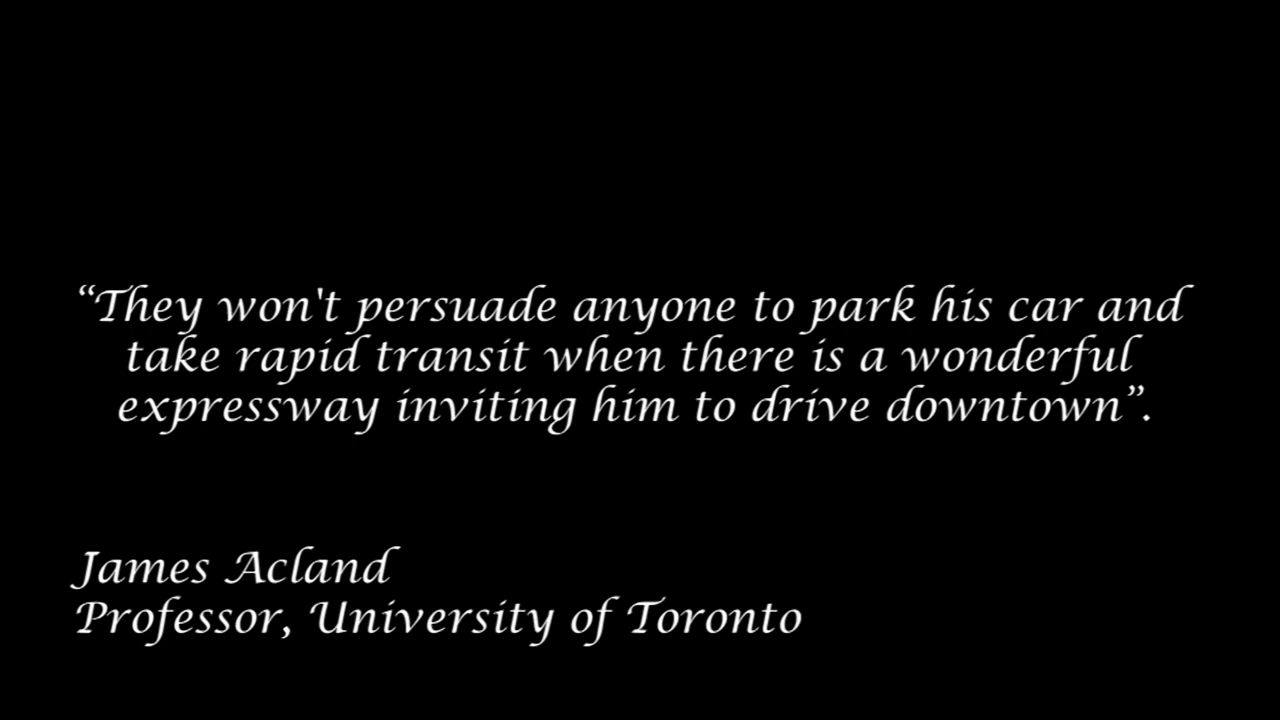 “They won't persuade anyone to park his car and
take rapid transit when there is a wonderful
expressway inviting him to drive downtown”.
James Acland
Professor, University of Toronto